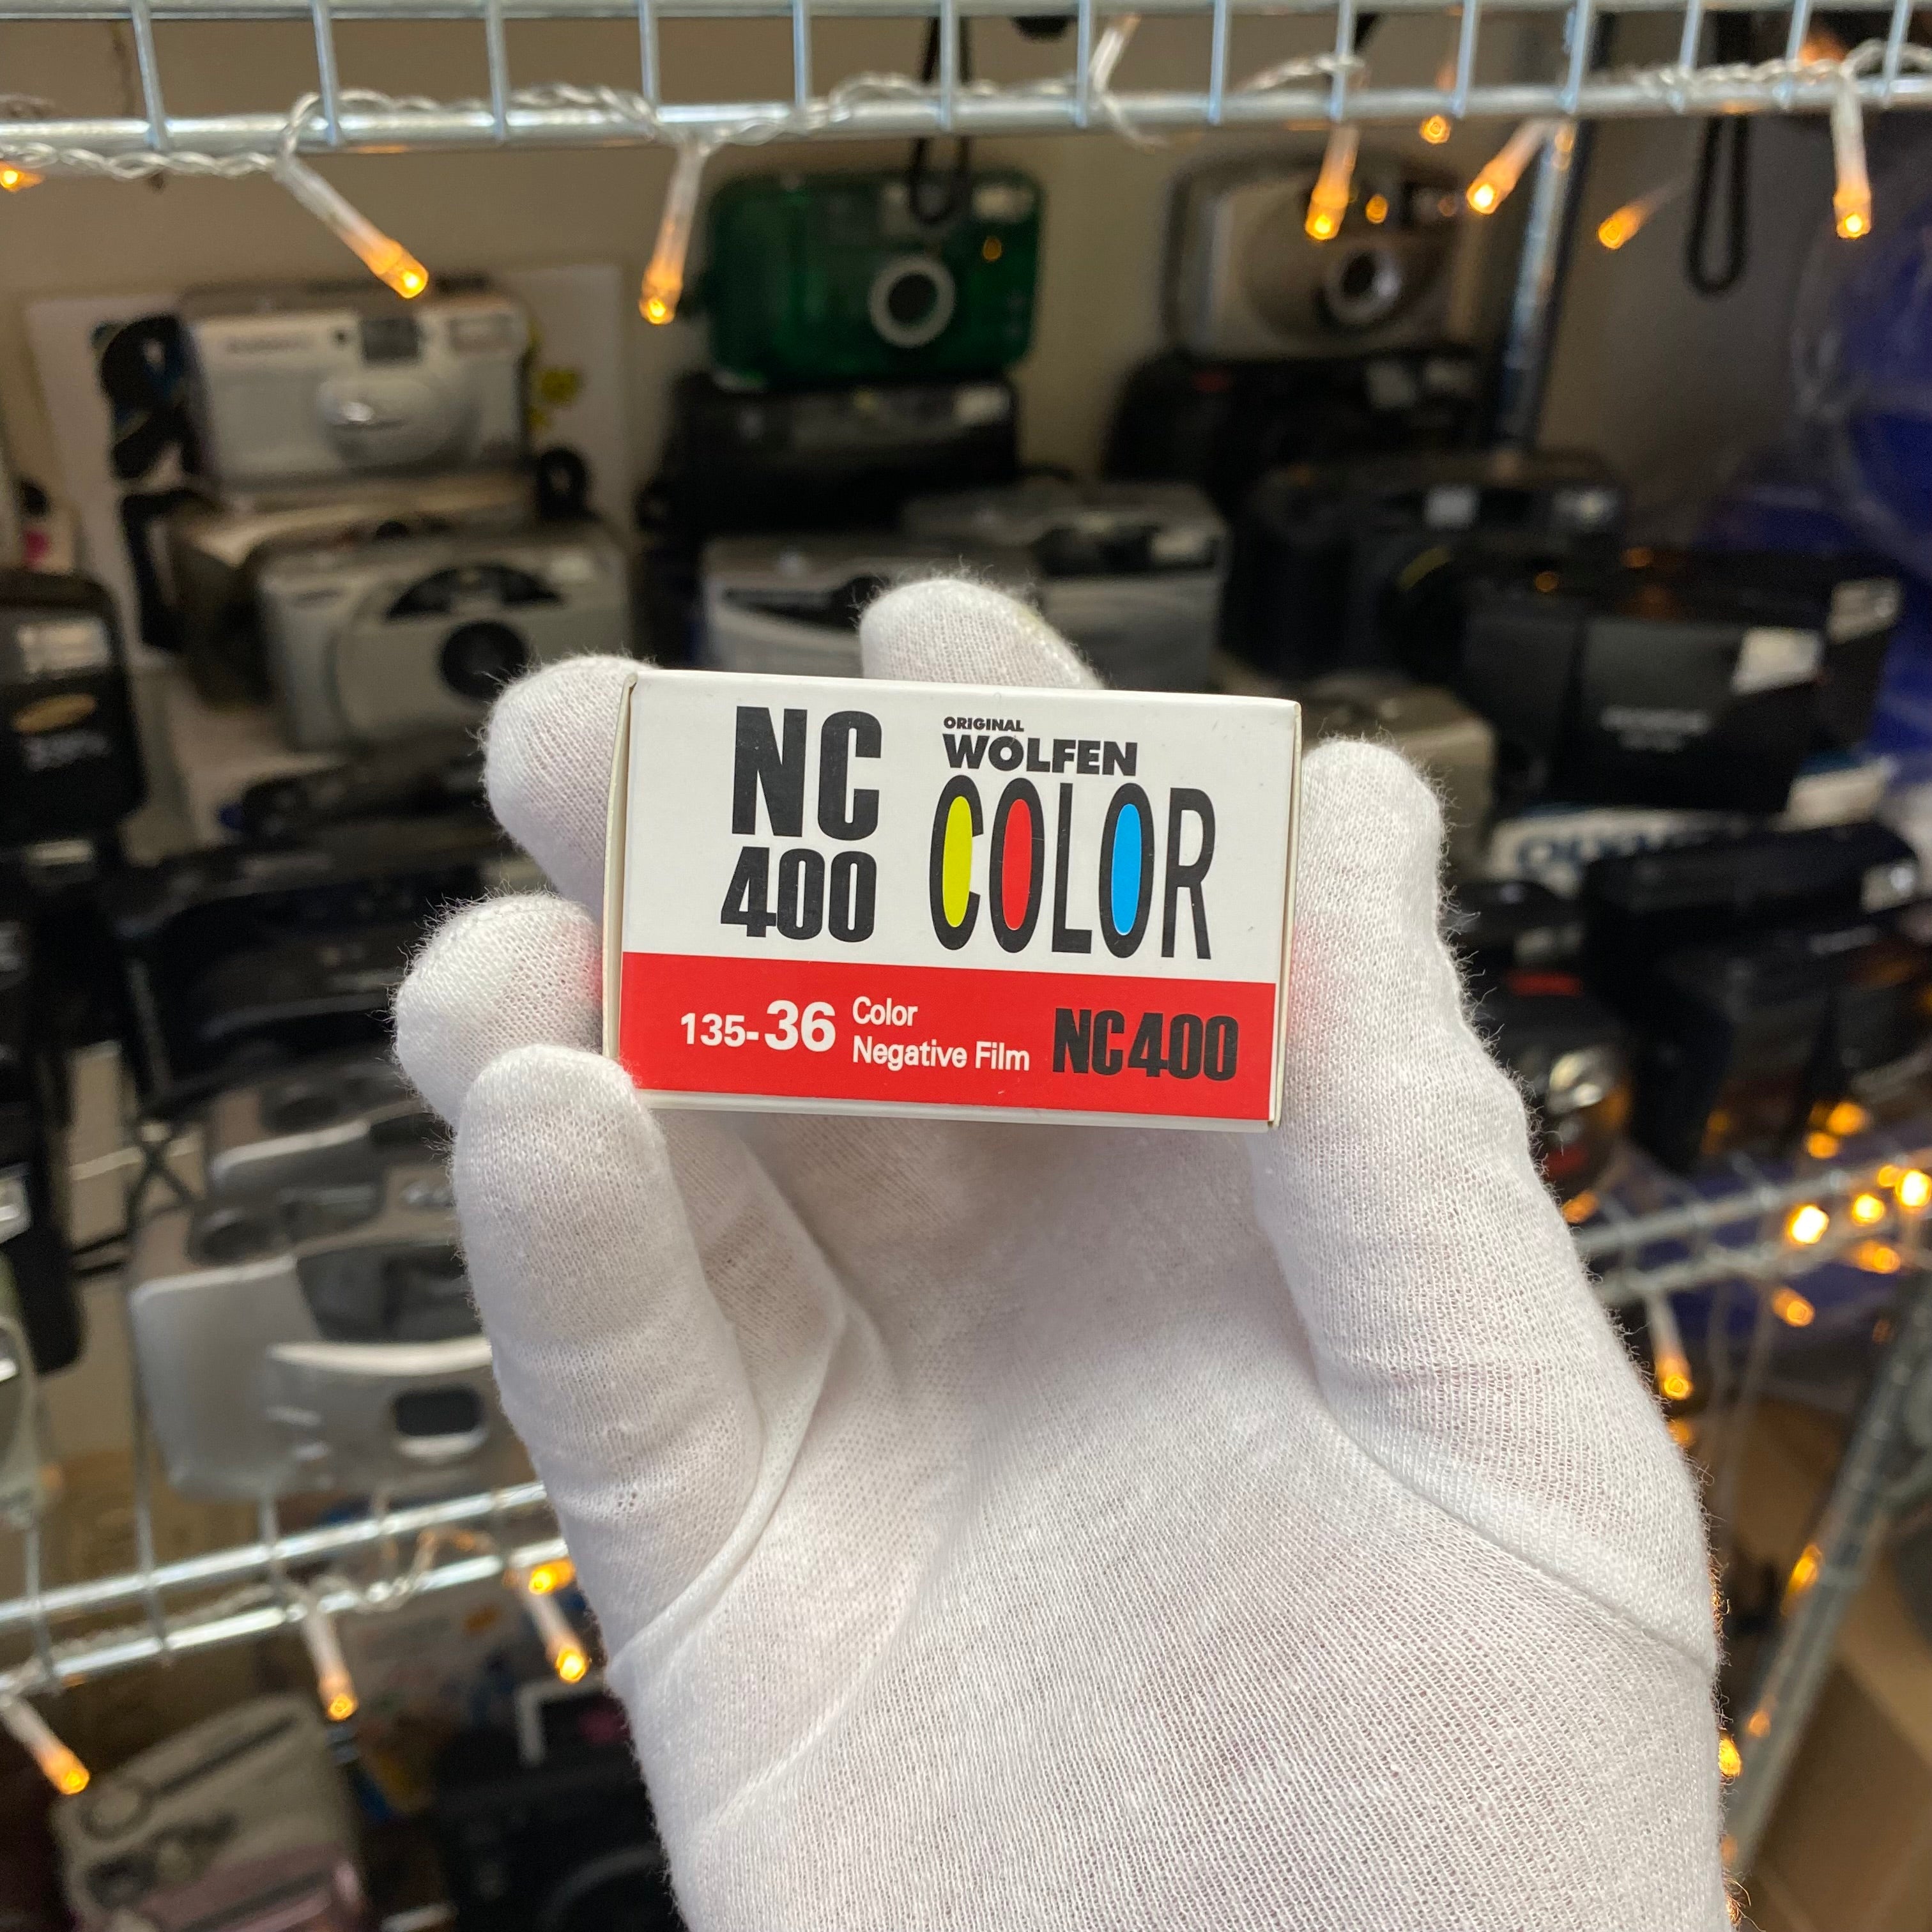 NC
400
ORIGINAL
WOLFEN
COLOR
135-36
Color
Negative Film
NC400